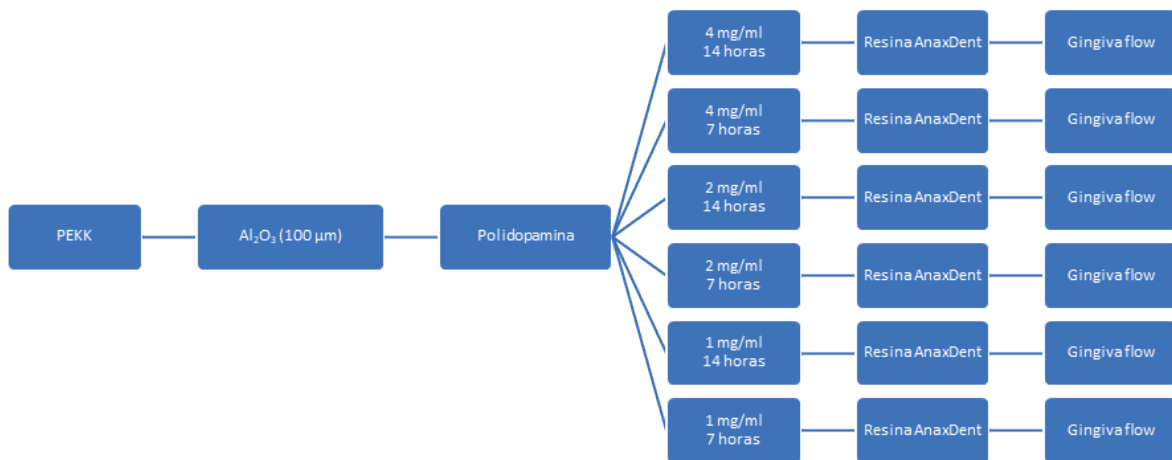 PEKK
Al₂O₃ (100 µm)
Polidopamina
4 mg/ml
14 horas
Resina AnaxDent
Gingiva flow
4 mg/ml
7 horas
Resina AnaxDent
Gingiva flow
2 mg/ml
14 horas
Resina AnaxDent
Gingiva flow
2 mg/ml
7 horas
Resina AnaxDent
Gingiva flow
1 mg/ml
14 horas
Resina AnaxDent
Gingiva flow
1 mg/ml
7 horas
Resina AnaxDent
Gingiva flow